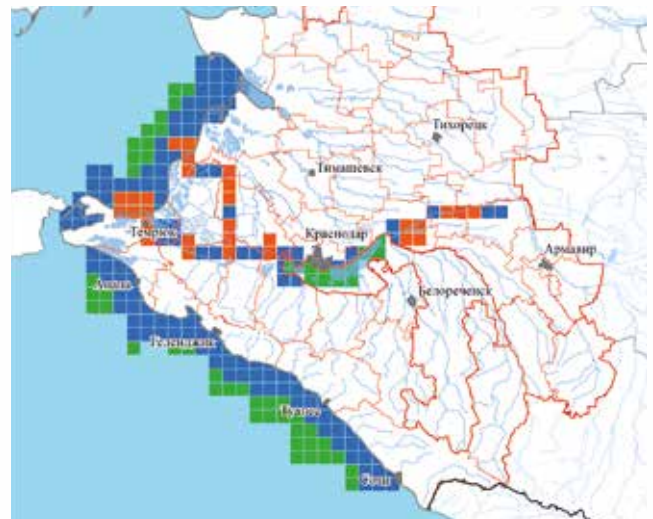 Тихорецк
Тимашевск
Краснодар
Темрюк
Армавир
Анапа
Белореченск
Геленджик
Туапсе
Сочи